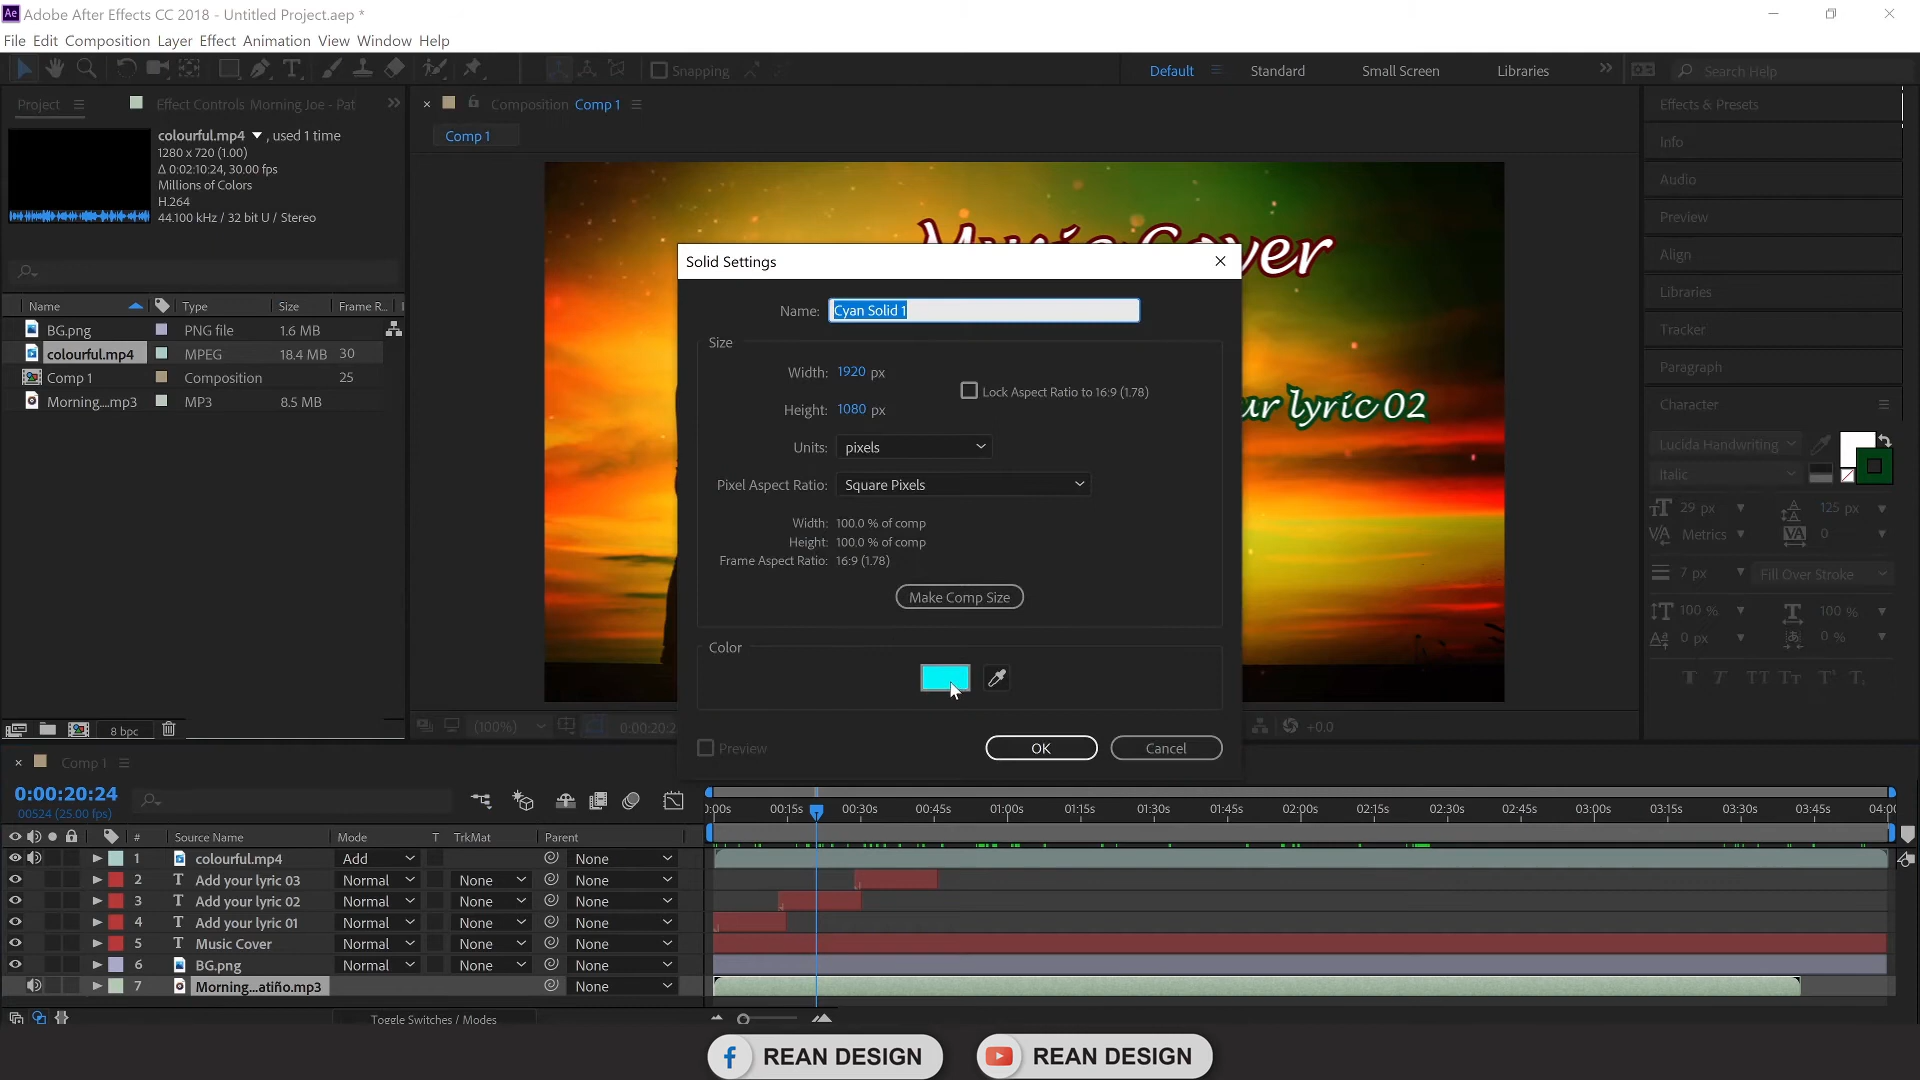 Adobe After Effects CC 2018 - Untitled Project.aep *
File Edit Composition Layer Effect Animation View Window Help
Snapping
Default
Standard
Small Screen
Libraries
Search Help
Project
Effect Controls Morning Joe - Pat
Composition Comp 1
Comp 1
colourful.mp4 , used 1 time
1280 x 720 (1.00)
Δ 0:02:10:24, 30.00 fps
Millions of Colors
H.264
44.100 kHz / 32 bit U / Stereo
Name Type Size Frame R...
BG.png PNG file 1.6 MB
colourful.mp4 MPEG 18.4 MB 30
Comp 1 Composition 25
Morning....mp3 MP3 8.5 MB
8 bpc
Music Cover
ur lyric 02
(100%)
0:00:20:2
+0.0
Solid Settings
Name: Cyan Solid 1
Size
Width: 1920 px
Lock Aspect Ratio to 16:9 (1.78)
Height: 1080 px
Units: pixels
Pixel Aspect Ratio: Square Pixels
Width: 100.0 % of comp
Height: 100.0 % of comp
Frame Aspect Ratio: 16:9 (1.78)
Make Comp Size
Color
Preview
OK
Cancel
Effects & Presets
Info
Audio
Preview
Align
Libraries
Tracker
Paragraph
Character
Lucida Handwriting
Italic
29 px 125 px
Metrics 0
7 px Fill Over Stroke
100 % 100 %
0 px 0 %
T T TT Tt T¹ T₁
Comp 1
0:00:20:24
00524 (25.00 fps)
# Source Name Mode T TrkMat Parent
1 colourful.mp4 Add None
2 T Add your lyric 03 Normal None None
3 T Add your lyric 02 Normal None None
4 T Add your lyric 01 Normal None None
5 T Music Cover Normal None None
6 BG.png Normal None None
7 Morning...atiño.mp3 None
Toggle Switches / Modes
):00s 00:15s 00:30s 00:45s 01:00s 01:15s 01:30s 01:45s 02:00s 02:15s 02:30s 02:45s 03:00s 03:15s 03:30s 03:45s 04:00
REAN DESIGN
REAN DESIGN